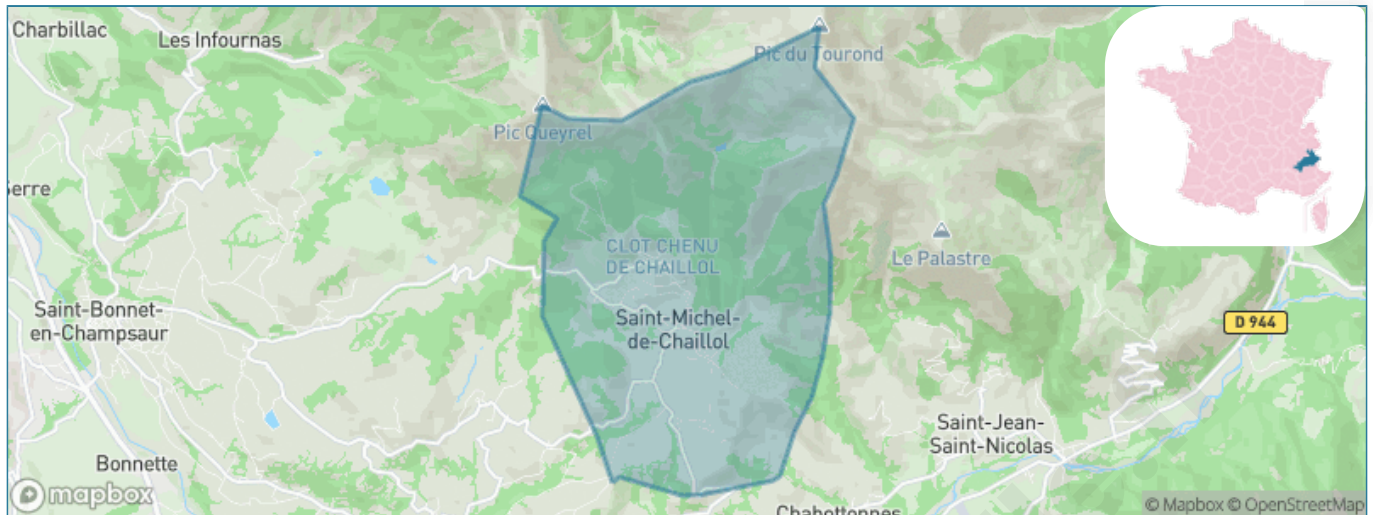 Charbillac
Les Infournas
Pic du Tourond
Pic Queyrel
Serre
CLOT CHENU
DE CHAILLOL
Le Palastre
Saint-Bonnet-
en-Champsaur
Saint-Michel-
de-Chaillol
D 944
Saint-Jean-
Saint-Nicolas
Bonnette
mapbox
© Mapbox © OpenStreetMap
Chabottonnes